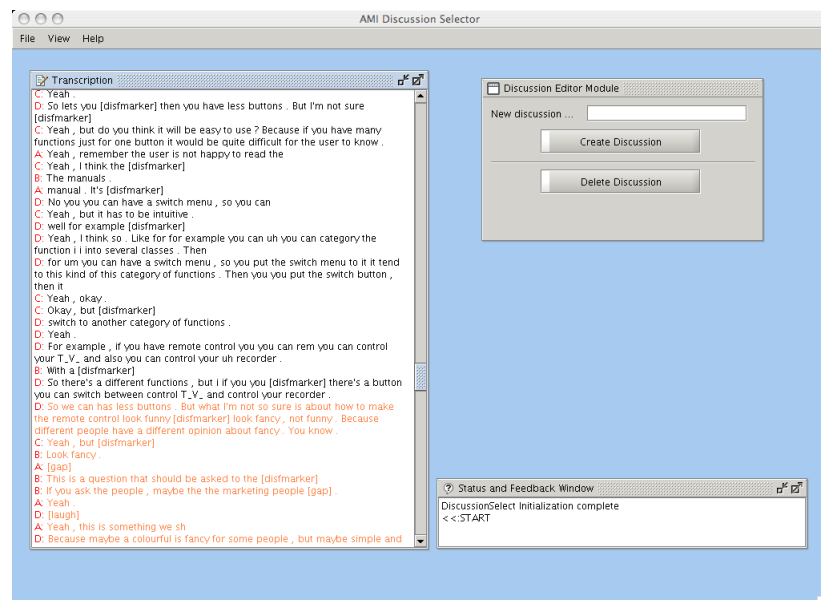 AMI Discussion Selector
File View Help
Transcription
C: Yeah .
D: So lets you [disfmarker] then you have less buttons . But I'm not sure
[disfmarker]
C: Yeah , but do you think it will be easy to use ? Because if you have many
functions just for one button it would be quite difficult for the user to know .
A: Yeah , remember the user is not happy to read the
C: Yeah , I think the [disfmarker]
B: The manuals .
A: manual . It's [disfmarker]
D: No you you can have a switch menu , so you can
C: Yeah , but it has to be intuitive .
D: well for example [disfmarker]
D: Yeah , I think so . Like for for example you can uh you can category the
function i i into several classes . Then
D: for um you can have a switch menu , so you put the switch menu to it it tend
to this kind of this category of functions . Then you you put the switch button ,
then it
C: Yeah , okay .
C: Okay , but [disfmarker]
D: switch to another category of functions .
D: Yeah .
D: For example , if you have remote control you you can rem you can control
your T_V_ and also you can control your uh recorder .
B: With a [disfmarker]
D: So there's a different functions , but i if you you [disfmarker] there's a button
you can switch between control T_V_ and control your recorder .
D: So we can has less buttons . But what I'm not so sure is about how to make
the remote control look funny [disfmarker] look fancy , not funny . Because
different people have a different opinion about fancy . You know .
C: Yeah , but [disfmarker]
B: Look fancy .
A: [gap]
B: This is a question that should be asked to the [disfmarker]
B: If you ask the people , maybe the the marketing people [gap] .
A: Yeah .
D: [laugh]
A: Yeah , this is something we sh
D: Because maybe a colourful is fancy for some people , but maybe simple and
Discussion Editor Module
New discussion ...
Create Discussion
Delete Discussion
Status and Feedback Window
DiscussionSelect Initialization complete
<<:START